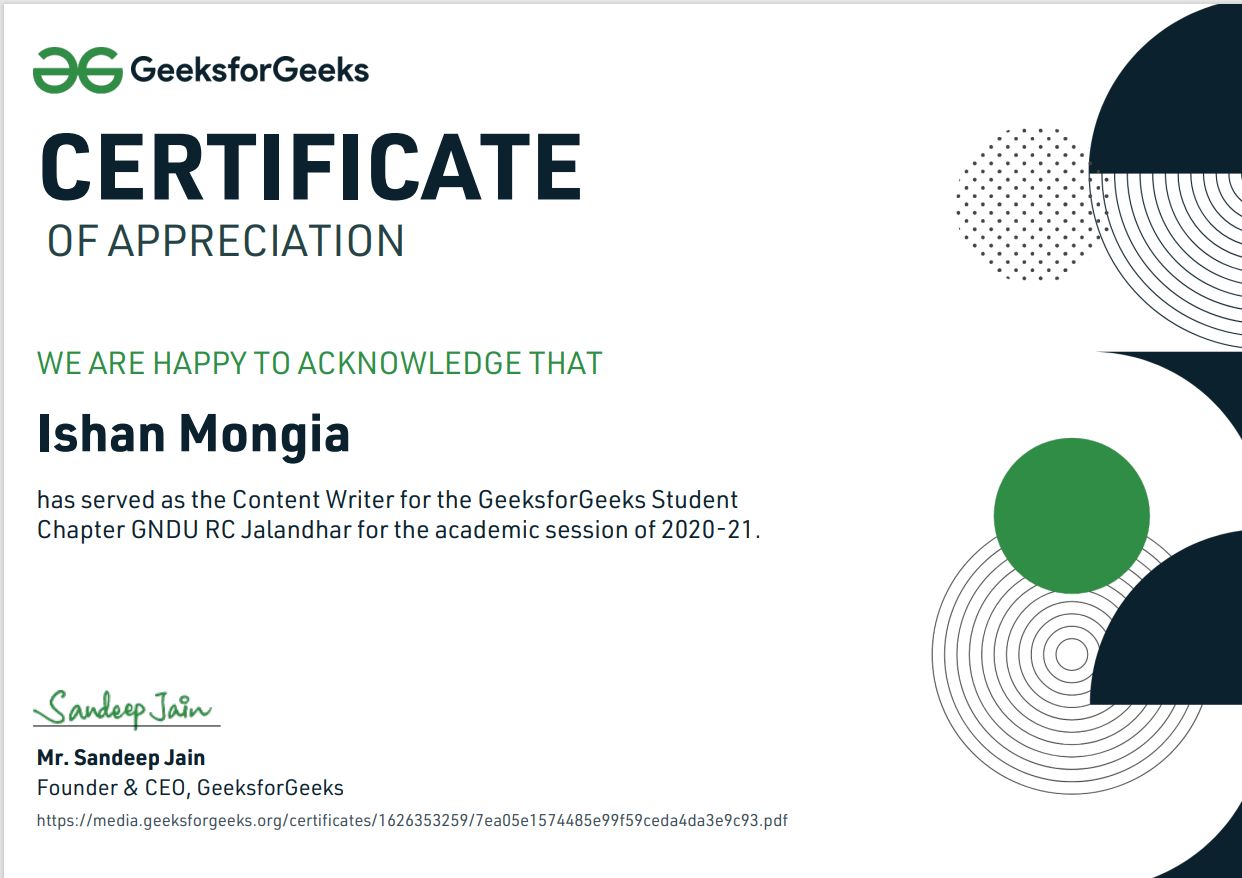 GeeksforGeeks
CERTIFICATE
OF APPRECIATION
WE ARE HAPPY TO ACKNOWLEDGE THAT
Ishan Mongia
has served as the Content Writer for the GeeksforGeeks Student
Chapter GNDU RC Jalandhar for the academic session of 2020-21.
Sandeep Jain
Mr. Sandeep Jain
Founder & CEO, GeeksforGeeks
https://media.geeksforgeeks.org/certificates/1626353259/7ea05e1574485e99f59ceda4da3e9c93.pdf